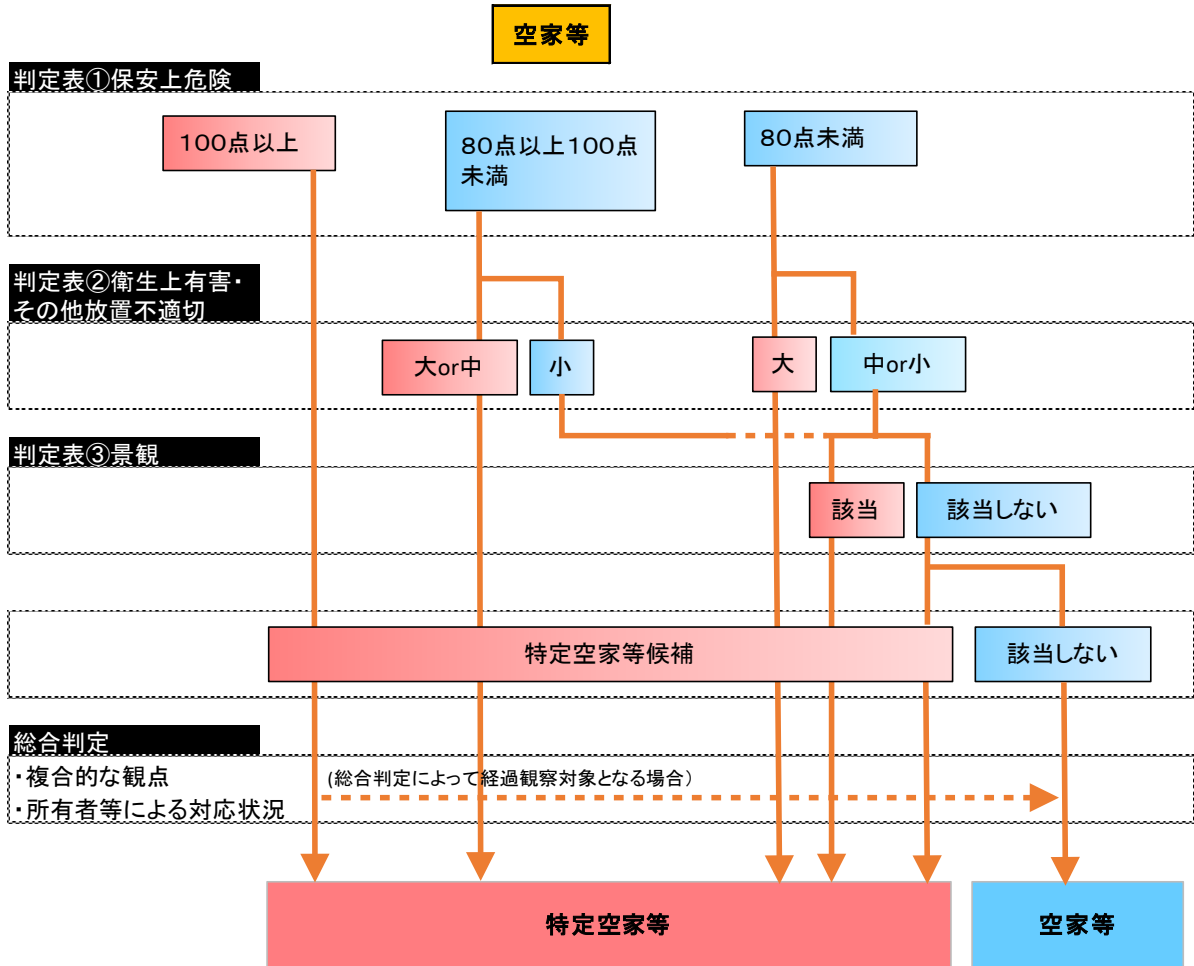 空家等
判定表①保安上危険
100点以上
80点以上100点
未満
80点未満
判定表②衛生上有害・
その他放置不適切
大or中
小
大
中or小
判定表③景観
該当
該当しない
特定空家等候補
該当しない
総合判定
・複合的な観点
(総合判定によって経過観察対象となる場合）
・所有者等による対応状況
特定空家等
空家等